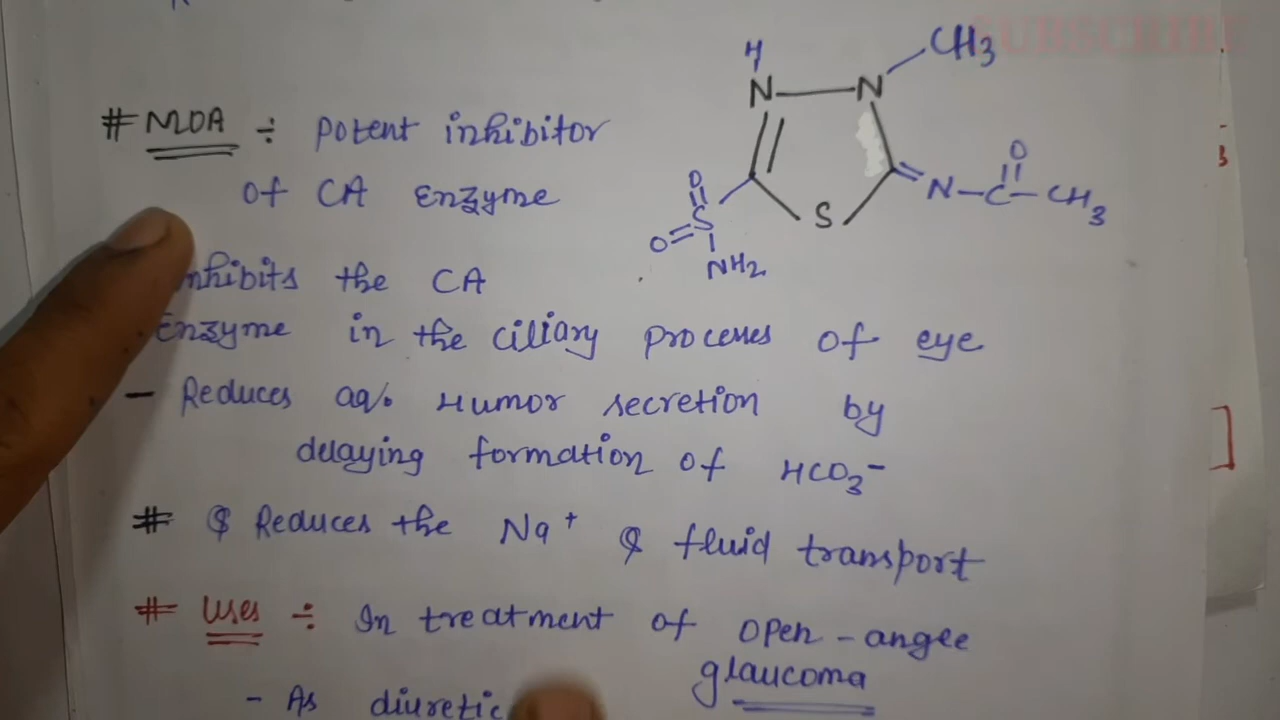 SUBSCRIBE
H
N N CH3
# MOA ÷ Potent inhibitor
of CA Enzyme
O
O=S
NH2
S
N-C-CH3
O
inhibits the CA
Enzyme in the ciliary processes of eye
- Reduces aq. Humor secretion by
delaying formation of HCO3-
# & Reduces the Na+ & fluid transport
# Uses ÷ In treatment of open-angle
glaucoma
- As diuretic